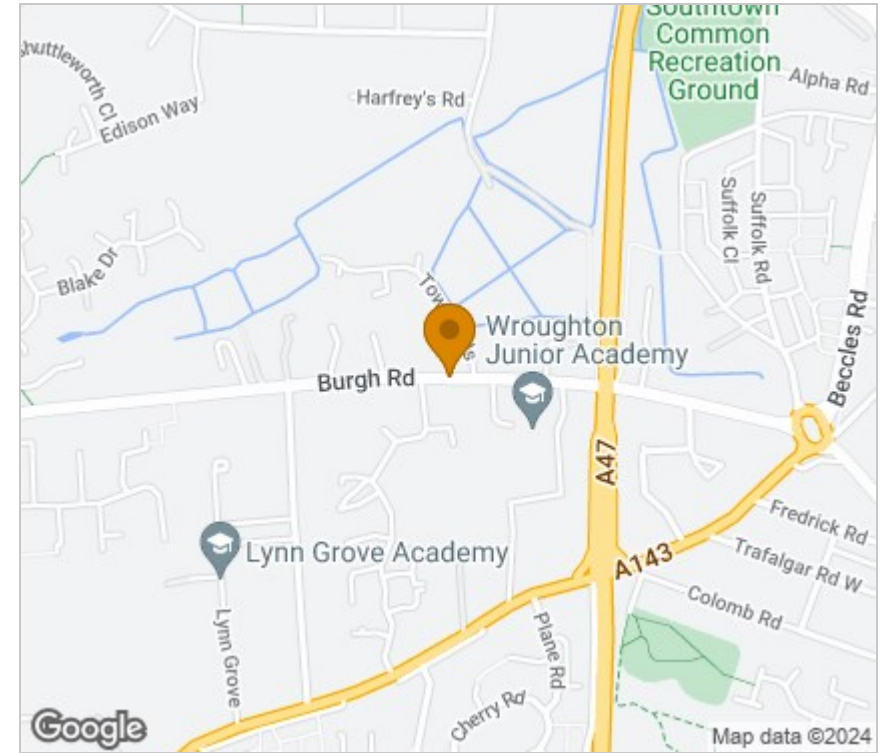 Southtown
Common
Recreation
Ground
Alpha Rd
Shuttleworth Cl
Edison Way
Harfrey's Rd
Suffolk Cl
Suffolk Rd
Blake Dr
Beccles Rd
Wroughton
Junior Academy
Burgh Rd
A47
Lynn Grove Academy
A143
Fredrick Rd
Trafalgar Rd W
Colomb Rd
Lynn Grove
Plane Rd
Cherry Rd
Google
Map data ©2024